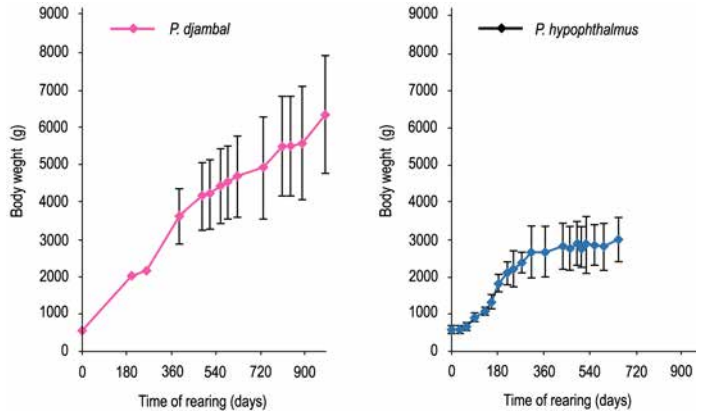 9000
8000
7000
6000
5000
4000
3000
2000
1000
0
Body weght (g)
P. djambal
0 180 360 540 720 900
Time of rearing (days)
9000
8000
7000
6000
5000
4000
3000
2000
1000
0
Body weght (g)
P. hypophthalmus
0 180 360 540 720 900
Time of rearing (days)